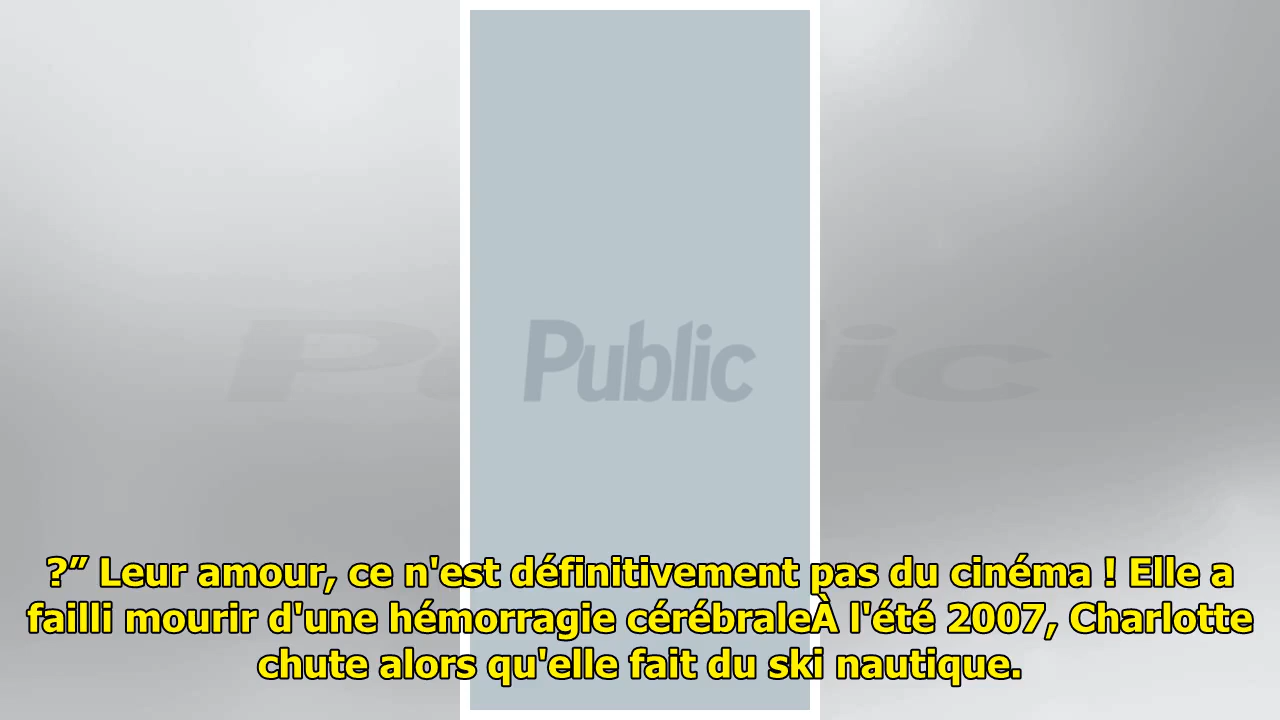 Public
?” Leur amour, ce n'est définitivement pas du cinéma ! Elle a
failli mourir d'une hémorragie cérébraleÀ l'été 2007, Charlotte
chute alors qu'elle fait du ski nautique.